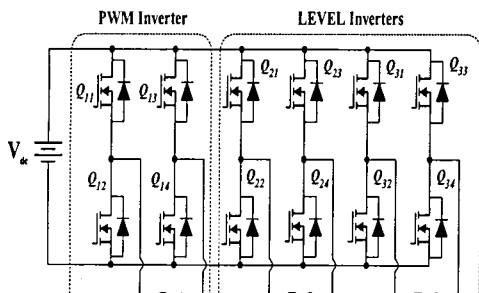 PWM Inverter
LEVEL Inverters
Q11
Q13
Q21
Q23
Q31
Q33
Vdc
Q12
Q14
Q22
Q24
Q32
Q34